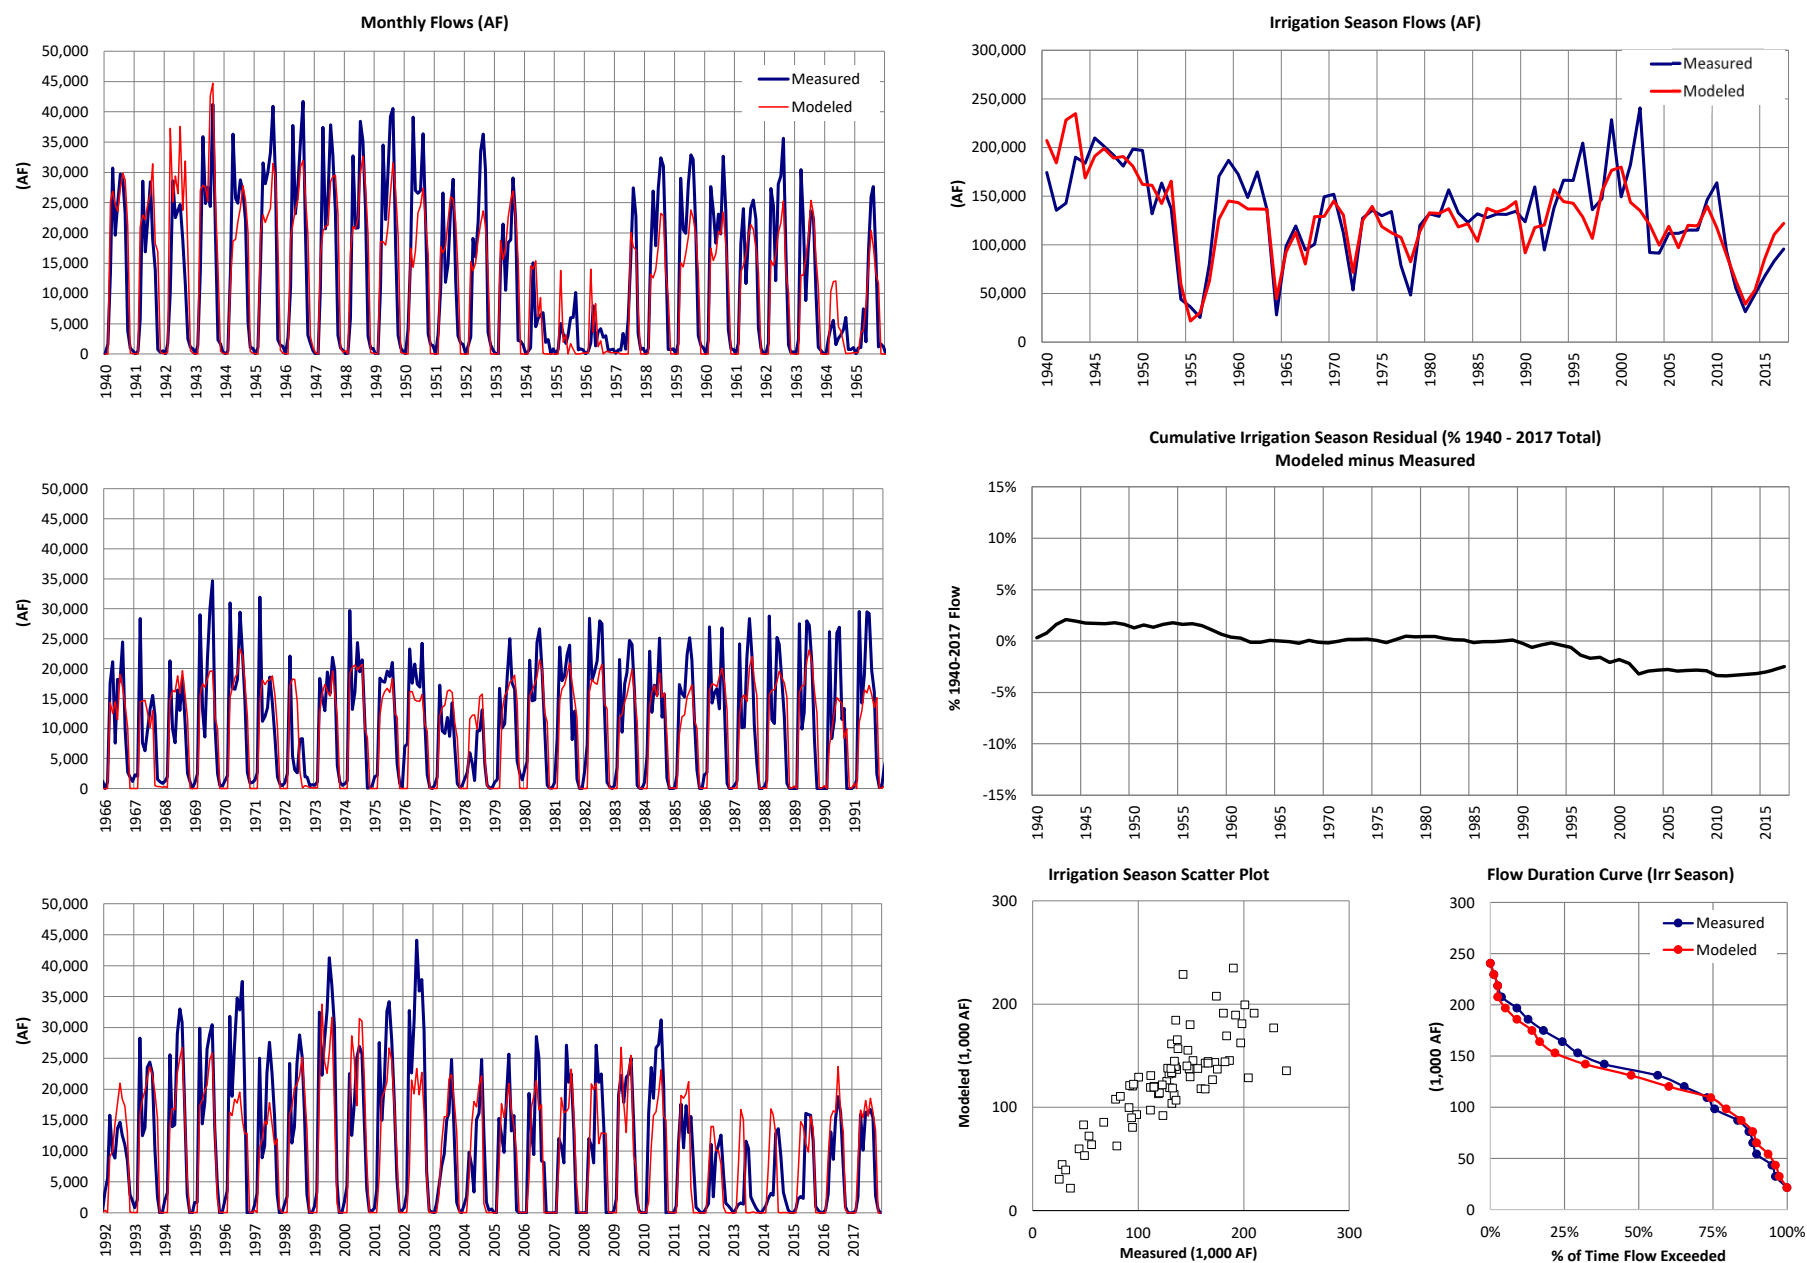 Monthly Flows (AF)
50,000
45,000
40,000
35,000
30,000
25,000
20,000
15,000
10,000
5,000
0
(AF)
Measured
Modeled
1940 1941 1942 1943 1944 1945 1946 1947 1948 1949 1950 1951 1952 1953 1954 1955 1956 1957 1958 1959 1960 1961 1962 1963 1964 1965
Irrigation Season Flows (AF)
300,000
250,000
200,000
150,000
100,000
50,000
0
(AF)
Measured
Modeled
1940 1945 1950 1955 1960 1965 1970 1975 1980 1985 1990 1995 2000 2005 2010 2015
50,000
45,000
40,000
35,000
30,000
25,000
20,000
15,000
10,000
5,000
0
(AF)
1966 1967 1968 1969 1970 1971 1972 1973 1974 1975 1976 1977 1978 1979 1980 1981 1982 1983 1984 1985 1986 1987 1988 1989 1990 1991
Cumulative Irrigation Season Residual (% 1940 - 2017 Total)
Modeled minus Measured
15%
10%
5%
0%
-5%
-10%
-15%
% 1940-2017 Flow
1940 1945 1950 1955 1960 1965 1970 1975 1980 1985 1990 1995 2000 2005 2010 2015
50,000
45,000
40,000
35,000
30,000
25,000
20,000
15,000
10,000
5,000
0
(AF)
1992 1993 1994 1995 1996 1997 1998 1999 2000 2001 2002 2003 2004 2005 2006 2007 2008 2009 2010 2011 2012 2013 2014 2015 2016 2017
Irrigation Season Scatter Plot
300
200
100
0
Modeled (1,000 AF)
0 100 200 300
Measured (1,000 AF)
Flow Duration Curve (Irr Season)
300
250
200
150
100
50
0
(1,000 AF)
Measured
Modeled
0% 25% 50% 75% 100%
% of Time Flow Exceeded